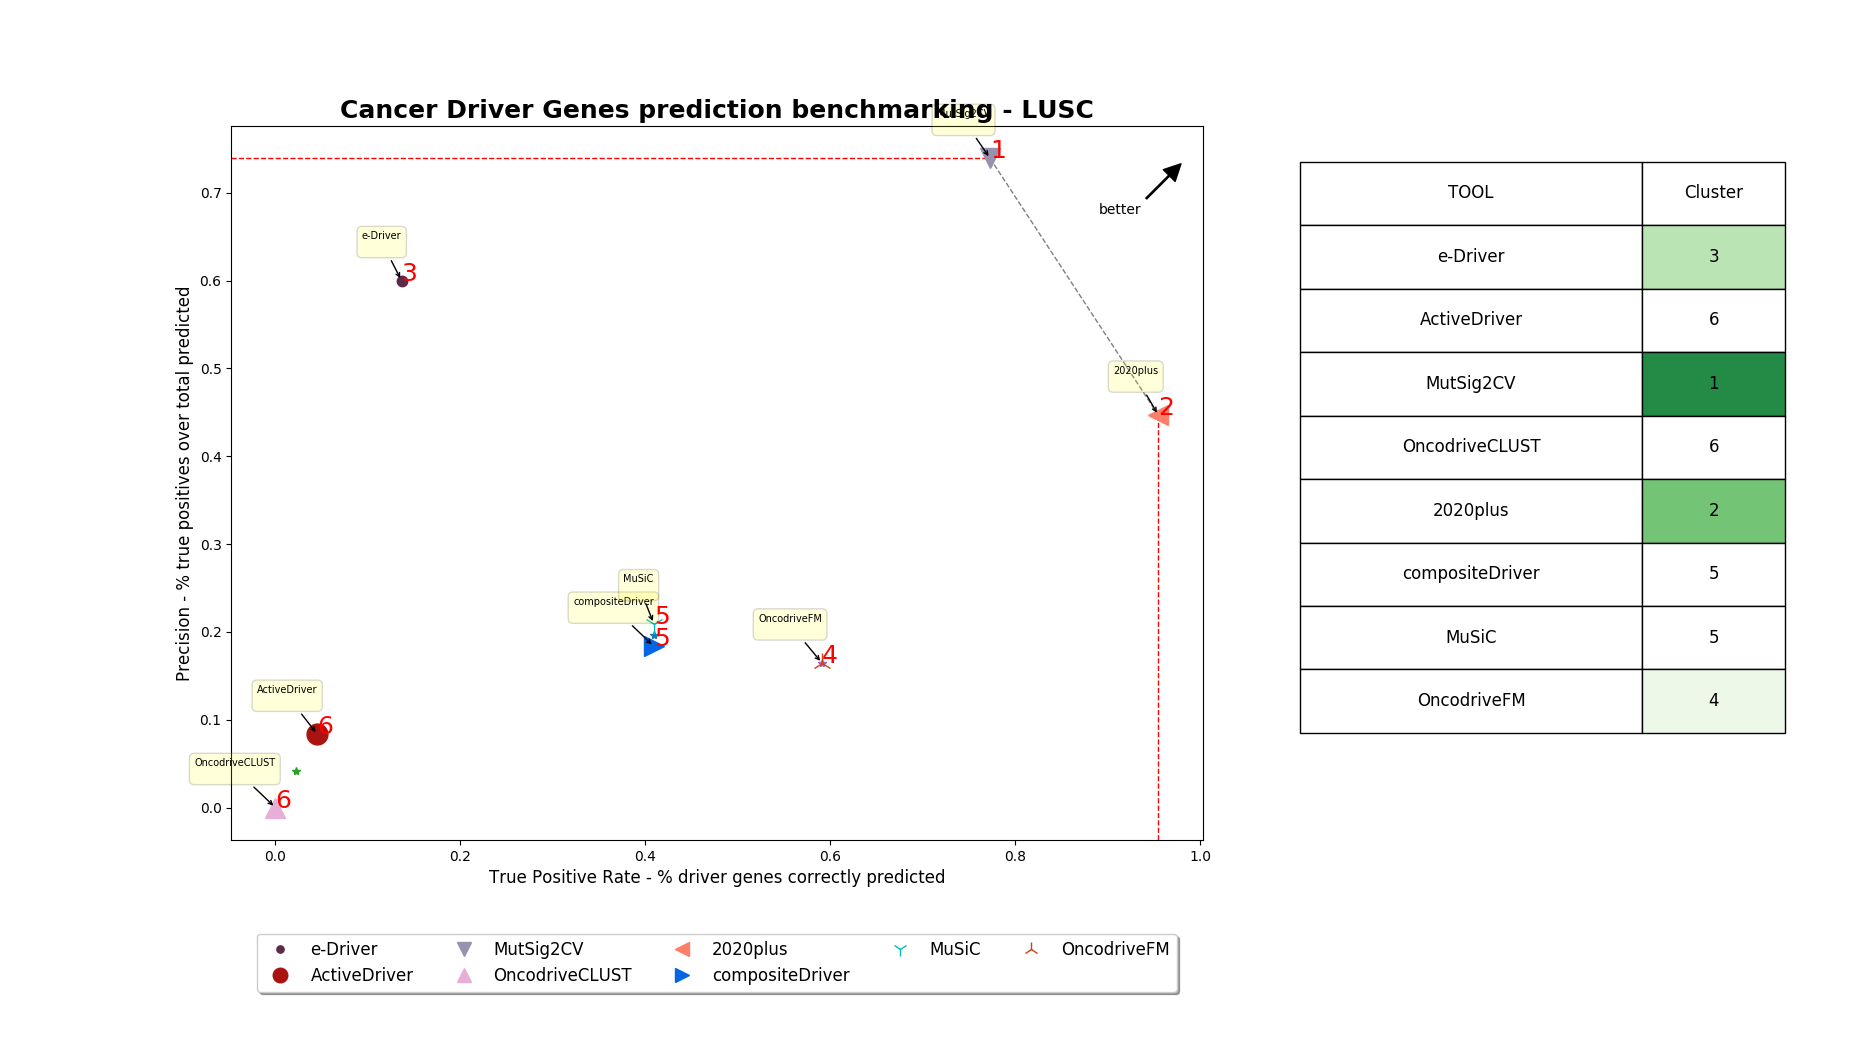 Cancer Driver Genes prediction benchmarking - LUSC
MutSig2CV
1
better
e-Driver
3
2020plus
2
MuSiC
5
compositeDriver
5
OncodriveFM
4
ActiveDriver
6
OncodriveCLUST
6
0.7
0.6
0.5
0.4
0.3
0.2
0.1
0.0
Precision - % true positives over total predicted
0.0 0.2 0.4 0.6 0.8 1.0
True Positive Rate - % driver genes correctly predicted
e-Driver MutSig2CV 2020plus MuSiC OncodriveFM
ActiveDriver OncodriveCLUST compositeDriver
TOOL Cluster
e-Driver 3
ActiveDriver 6
MutSig2CV 1
OncodriveCLUST 6
2020plus 2
compositeDriver 5
MuSiC 5
OncodriveFM 4